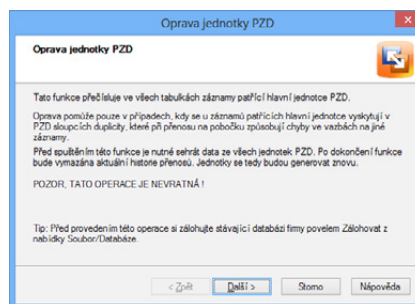 Oprava jednotky PZD
Oprava jednotky PZD
Tato funkce přečísluje ve všech tabulkách záznamy patřící hlavní jednotce PZD.
Oprava pomůže pouze v případech, kdy se u záznamů patřících hlavní jednotce vyskytují v
PZD sloupcích duplicity, které při přenosu na pobočku způsobují chyby ve vazbách na jiné
záznamy.
Před spuštěním této funkce je nutné sehrát data ze všech jednotek PZD. Po dokončení funkce
bude vymazána aktuální historie přenosů. Jednotky se tedy budou generovat znovu.
POZOR, TATO OPERACE JE NEVRATNÁ !
Tip: Před provedením této operace si zálohujte stávající databázi firmy povelem Zálohovat z
nabídky Soubor/Databáze.
< Zpět
Další >
Storno
Nápověda